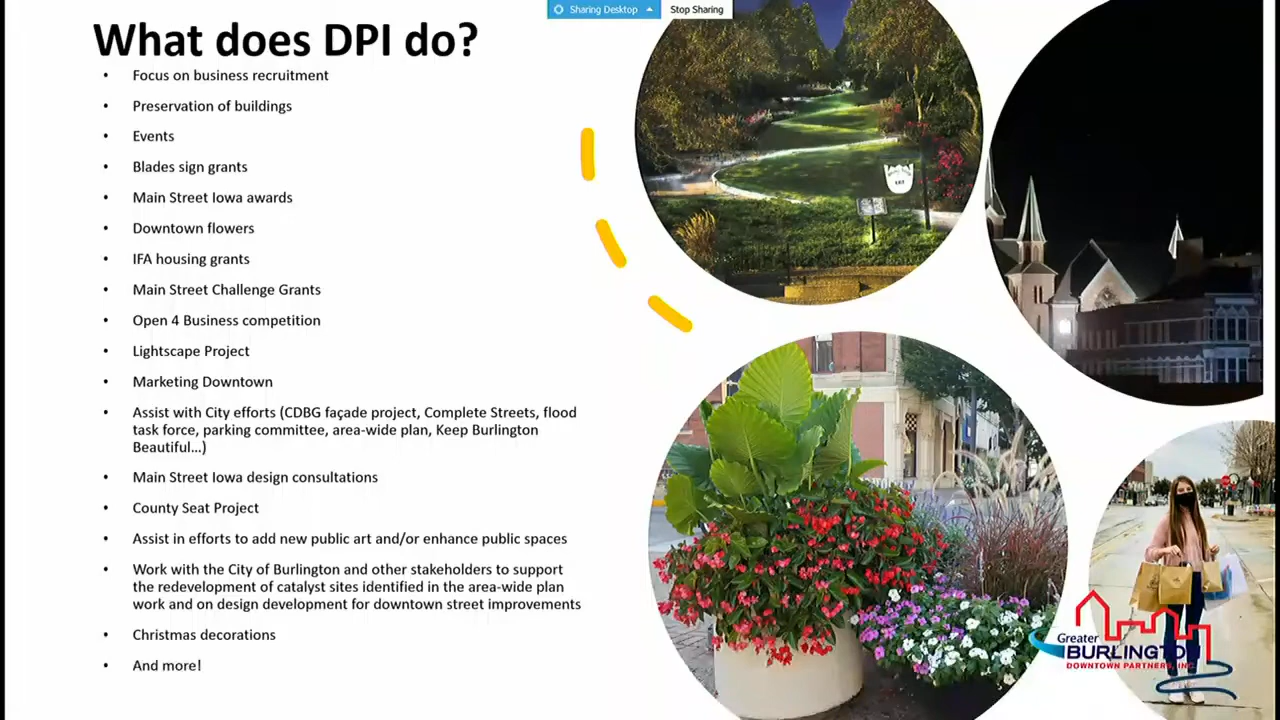 Sharing Desktop Stop Sharing
What does DPI do?
• Focus on business recruitment
• Preservation of buildings
• Events
• Blades sign grants
• Main Street Iowa awards
• Downtown flowers
• IFA housing grants
• Main Street Challenge Grants
• Open 4 Business competition
• Lightscape Project
• Marketing Downtown
• Assist with City efforts (CDBG façade project, Complete Streets, flood
task force, parking committee, area-wide plan, Keep Burlington
Beautiful...)
• Main Street Iowa design consultations
• County Seat Project
• Assist in efforts to add new public art and/or enhance public spaces
• Work with the City of Burlington and other stakeholders to support
the redevelopment of catalyst sites identified in the area-wide plan
work and on design development for downtown street improvements
• Christmas decorations
• And more!
Greater
BURLINGTON
DOWNTOWN PARTNERS, INC.